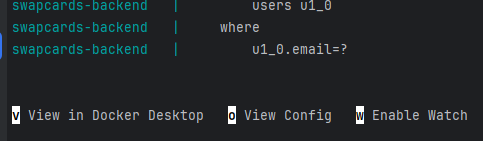 swapcards-backend | users u1_0
swapcards-backend | where
swapcards-backend | u1_0.email=?
v View in Docker Desktop o View Config w Enable Watch